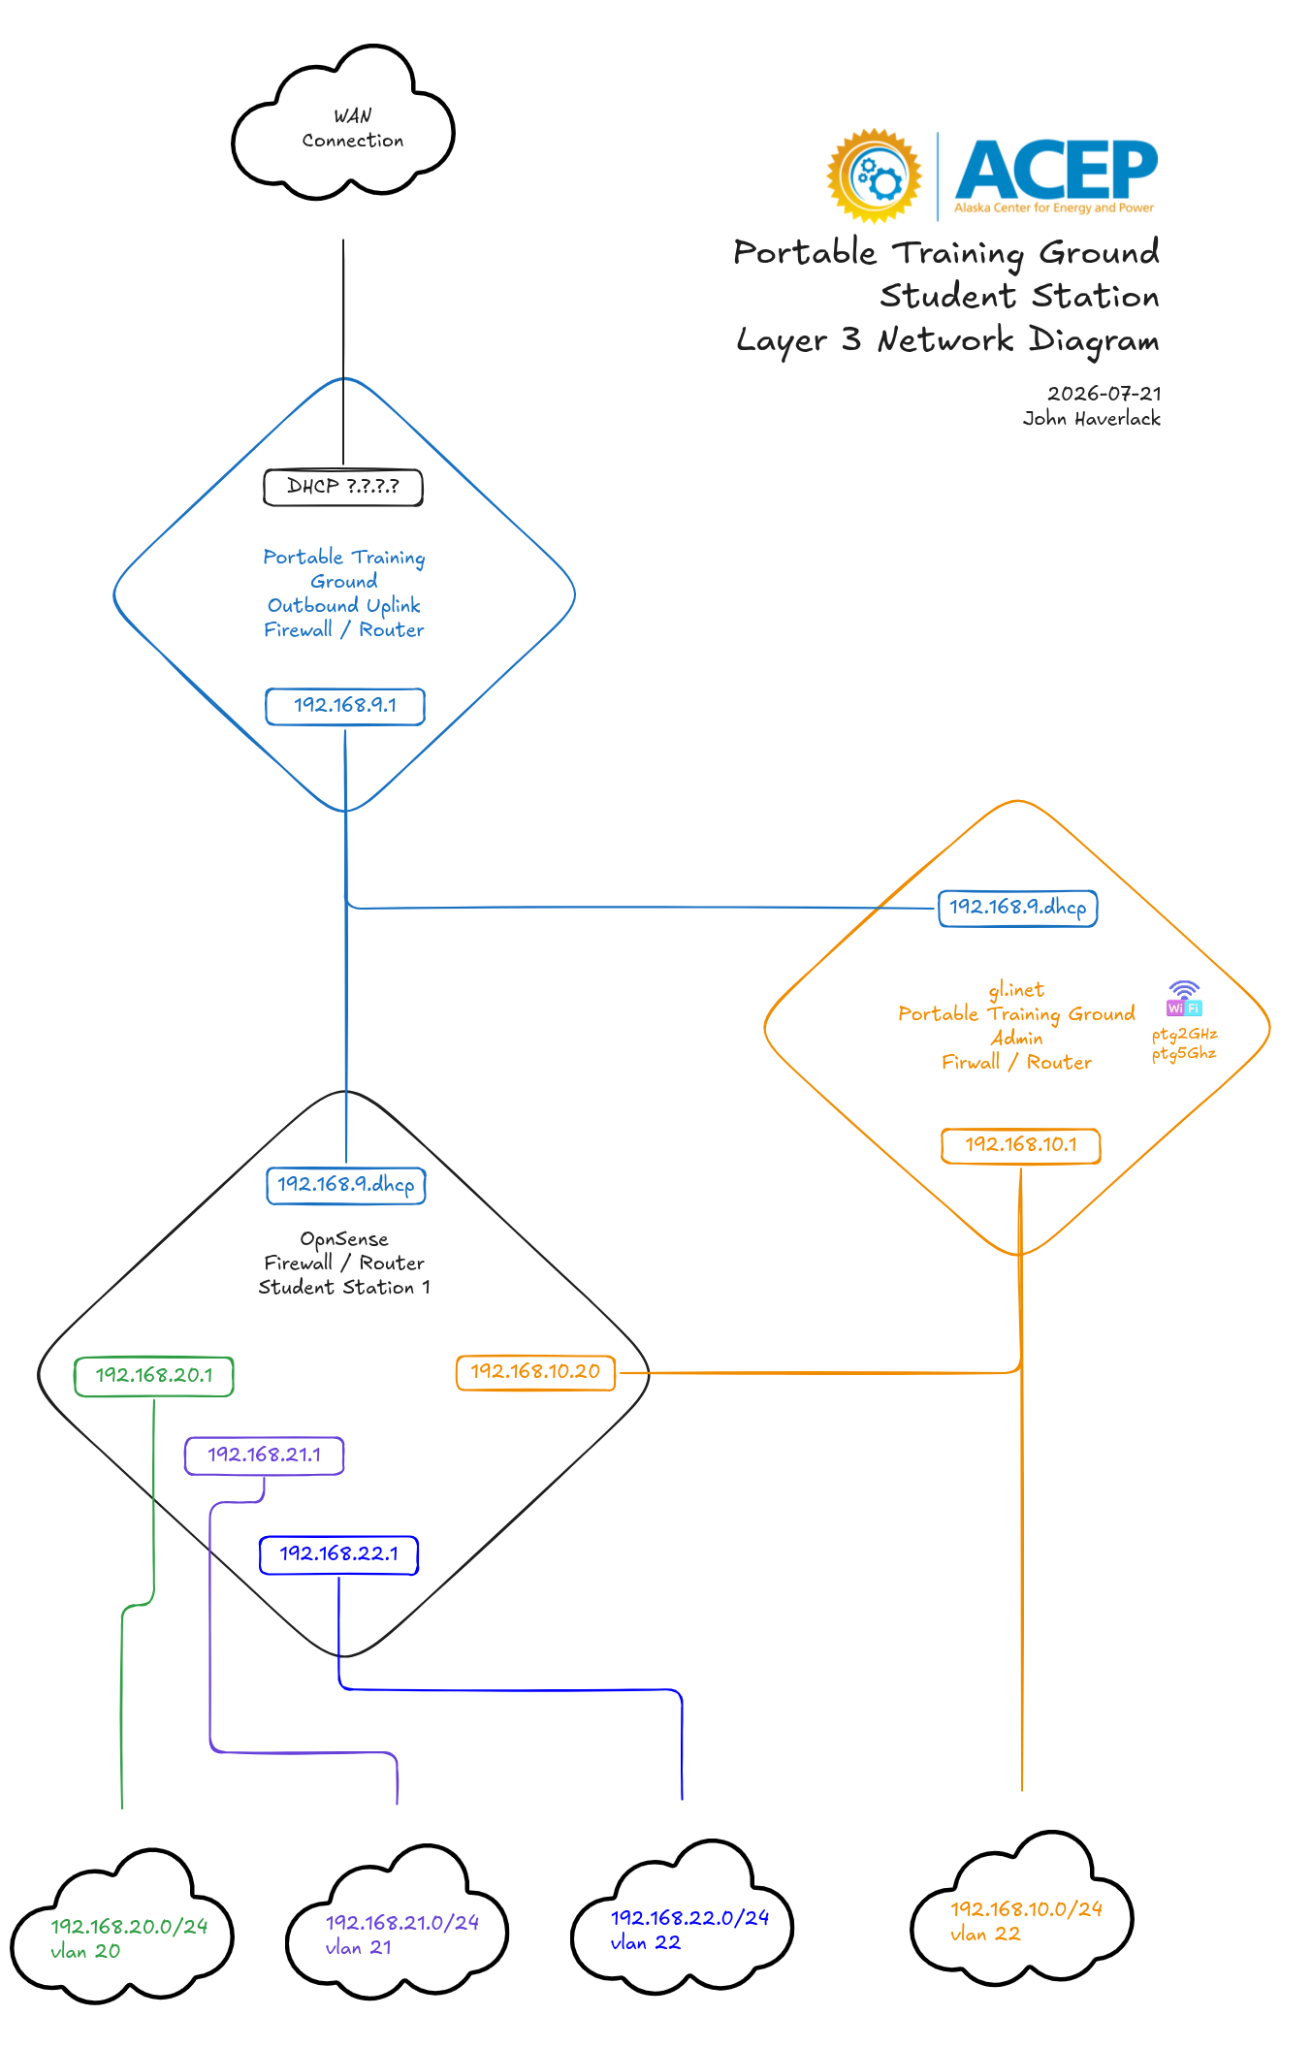 WAN
Connection
ACEP
Alaska Center for Energy and Power
Portable Training Ground
Student Station
Layer 3 Network Diagram
2026-07-21
John Haverlack
DHCP ?.?.?.?
Portable Training
Ground
Outbound Uplink
Firewall / Router
192.168.9.1
192.168.9.dhcp
gl.inet
Portable Training Ground
Admin
Firwall / Router
Wi Fi
ptg2GHz
ptg5Ghz
192.168.10.1
192.168.9.dhcp
OpnSense
Firewall / Router
Student Station 1
192.168.20.1
192.168.10.20
192.168.21.1
192.168.22.1
192.168.20.0/24
vlan 20
192.168.21.0/24
vlan 21
192.168.22.0/24
vlan 22
192.168.10.0/24
vlan 22